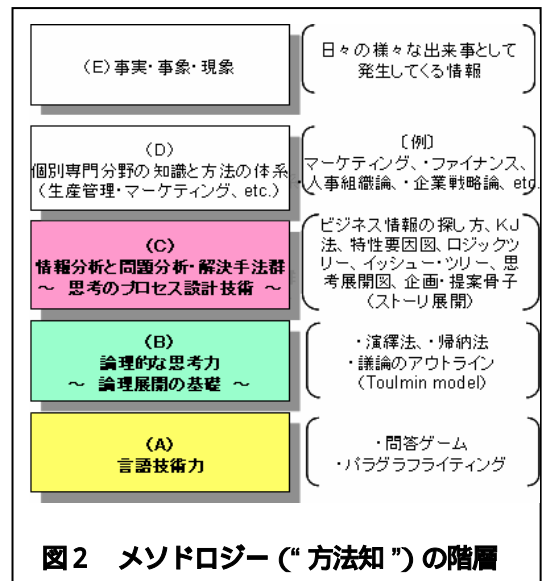 (E)事実・事象・現象
日々の様々な出来事として
発生してくる情報
(D)
個別専門分野の知識と方法の体系
(生産管理・マーケティング、etc.)
〔例〕
マーケティング、・ファイナンス、
・人事組織論、・企業戦略論、etc.
(C)
情報分析と問題分析・解決手法群
～ 思考のプロセス設計技術 ～
ビジネス情報の探し方、KJ
法、特性要因図、ロジックツ
リー、イッシュー・ツリー、思
考展開図、企画・提案骨子
(ストーリ展開)
(B)
論理的な思考力
～ 論理展開の基礎 ～
・演繹法、・帰納法
・議論のアウトライン
(Toulmin model)
(A)
言語技術力
・問答ゲーム
・パラグラフライティング
図2 メソドロジー(“方法知”)の階層